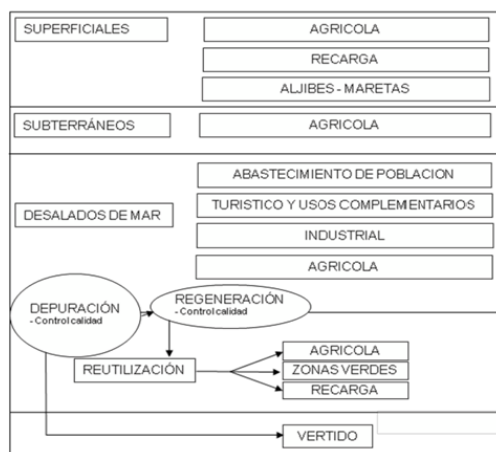 SUPERFICIALES
AGRICOLA
RECARGA
ALJIBES - MARETAS
SUBTERRÁNEOS
AGRICOLA
ABASTECIMIENTO DE POBLACION
DESALADOS DE MAR
TURISTICO Y USOS COMPLEMENTARIOS
INDUSTRIAL
AGRICOLA
DEPURACIÓN
- Control calidad
REGENERACIÓN
- Control calidad
REUTILIZACIÓN
AGRICOLA
ZONAS VERDES
RECARGA
VERTIDO